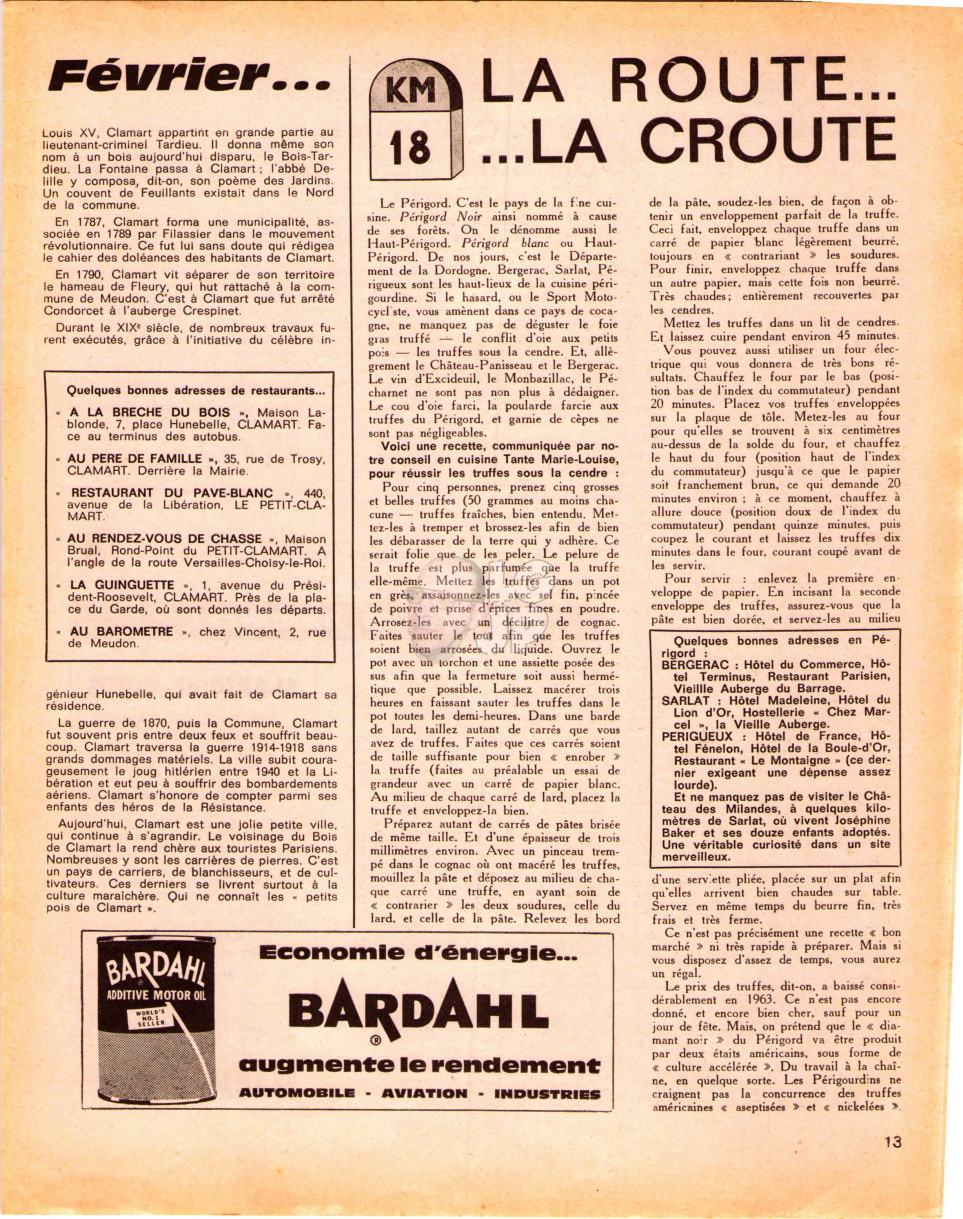 Février...
Louis XV, Clamart appartint en grande partie au
lieutenant-criminel Tardieu. Il donna même son
nom à un bois aujourd'hui disparu, le Bois-Tar-
dieu. La Fontaine passa à Clamart ; l'abbé De-
lille y composa, dit-on, son poème des Jardins.
Un couvent de Feuillants existait dans le Nord
de la commune.
En 1787, Clamart forma une municipalité, as-
sociée en 1789 par Filassier dans le mouvement
révolutionnaire. Ce fut lui sans doute qui rédigea
le cahier des doléances des habitants de Clamart.
En 1790, Clamart vit séparer de son territoire
le hameau de Fleury, qui hut rattaché à la com-
mune de Meudon. C'est à Clamart que fut arrêté
Condorcet à l'auberge Crespinet.
Durant le XIXe siècle, de nombreux travaux fu-
rent exécutés, grâce à l'initiative du célèbre in-
Quelques bonnes adresses de restaurants...
« A LA BRECHE DU BOIS », Maison La-
blonde, 7, place Hunebelle, CLAMART. Fa-
ce au terminus des autobus.
« AU PERE DE FAMILLE », 35, rue de Trosy,
CLAMART. Derrière la Mairie.
« RESTAURANT DU PAVE-BLANC », 440,
avenue de la Libération, LE PETIT-CLA-
MART.
« AU RENDEZ-VOUS DE CHASSE », Maison
Brual, Rond-Point du PETIT-CLAMART. A
l'angle de la route Versailles-Choisy-le-Roi.
« LA GUINGUETTE », 1, avenue du Prési-
dent-Roosevelt, CLAMART. Près de la pla-
ce du Garde, où sont donnés les départs.
« AU BAROMETRE », chez Vincent, 2, rue
de Meudon.
génieur Hunebelle, qui avait fait de Clamart sa
résidence.
La guerre de 1870, puis la Commune, Clamart
fut souvent pris entre deux feux et souffrit beau-
coup. Clamart traversa la guerre 1914-1918 sans
grands dommages matériels. La ville subit coura-
geusement le joug hitlérien entre 1940 et la Li-
bération et eut peu à souffrir des bombardements
aériens. Clamart s'honore de compter parmi ses
enfants des héros de la Résistance.
Aujourd'hui, Clamart est une jolie petite ville,
qui continue à s'agrandir. Le voisinage du Bois
de Clamart la rend chère aux touristes Parisiens.
Nombreuses y sont les carrières de pierres. C'est
un pays de carriers, de blanchisseurs, et de cul-
tivateurs. Ces derniers se livrent surtout à la
culture maraîchère. Qui ne connaît les « petits
pois de Clamart ».
KM
18
LA ROUTE...
...LA CROUTE
Le Périgord. C'est le pays de la fine cui-
sine. Périgord Noir ainsi nommé à cause
de ses forêts. On le dénomme aussi le
Haut-Périgord. Périgord blanc ou Haut-
Périgord. De nos jours, c'est le Départe-
ment de la Dordogne. Bergerac, Sarlat, Pé-
rigueux sont les haut-lieux de la cuisine péri-
gourdine. Si le hasard, ou le Sport Moto-
cycliste, vous amènent dans ce pays de coca-
gne, ne manquez pas de déguster le foie
gras truffé — le conflit d'oie aux petits
pois — les truffes sous la cendre. Et, allè-
grement le Château-Panisseau et le Bergerac.
Le vin d'Excideuil, le Monbazillac, le Pé-
charnet ne sont pas non plus à dédaigner.
Le cou d'oie farci, la poularde farcie aux
truffes du Périgord, et garnie de cèpes ne
sont pas négligeables.
Voici une recette, communiquée par no-
tre conseil en cuisine Tante Marie-Louise,
pour réussir les truffes sous la cendre :
Pour cinq personnes, prenez cinq grosses
et belles truffes (50 grammes au moins cha-
cune — truffes fraîches, bien entendu. Met-
tez-les à tremper et brossez-les afin de bien
les débarasser de la terre qui y adhère. Ce
serait folie que de les peler. Le pelure de
la truffe est plus parfumée que la truffe
elle-même. Mettez les truffes dans un pot
en grès, assaisonnez-les avec sel fin, pincée
de poivre et prise d'épices fines en poudre.
Arrosez-les avec un décilitre de cognac.
Faites sauter le tout afin que les truffes
soient bien arrosées du liquide. Ouvrez le
pot avec un torchon et une assiette posée des-
sus afin que la fermeture soit aussi hermé-
tique que possible. Laissez macérer trois
heures en faissant sauter les truffes dans le
pot toutes les demi-heures. Dans une barde
de lard, taillez autant de carrés que vous
avez de truffes. Faites que ces carrés soient
de taille suffisante pour bien « enrober »
la truffe (faites au préalable un essai de
grandeur avec un carré de papier blanc.
Au milieu de chaque carré de lard, placez la
truffe et enveloppez-la bien.
Préparez autant de carrés de pâtes brisée
de même taille. Et d'une épaisseur de trois
millimètres environ. Avec un pinceau trem-
pé dans le cognac où ont macéré les truffes,
mouillez la pâte et déposez au milieu de cha-
que carré une truffe, en ayant soin de
« contrarier » les deux soudures, celle du
lard, et celle de la pâte. Relevez les bord
de la pâte, soudez-les bien, de façon à ob-
tenir un enveloppement parfait de la truffe.
Ceci fait, enveloppez chaque truffe dans un
carré de papier blanc légèrement beurré,
toujours en « contrariant » les soudures.
Pour finir, enveloppez chaque truffe dans
un autre papier, mais cette fois non beurré.
Très chaudes; entièrement recouvertes par
les cendres.
Mettez les truffes dans un lit de cendres.
Et laissez cuire pendant environ 45 minutes.
Vous pouvez aussi utiliser un four élec-
trique qui vous donnera de très bons ré-
sultats. Chauffez le four par le bas (posi-
tion bas de l'index du commutateur) pendant
20 minutes. Placez vos truffes enveloppées
sur la plaque de tôle. Metez-les au four
pour qu'elles se trouvent à six centimètres
au-dessus de la solde du four, et chauffez
le haut du four (position haut de l'index
du commutateur) jusqu'à ce que le papier
soit franchement brun, ce qui demande 20
minutes environ ; à ce moment, chauffez à
allure douce (position doux de l'index du
commutateur) pendant quinze minutes, puis
coupez le courant et laissez les truffes dix
minutes dans le four, courant coupé avant de
les servir.
Pour servir : enlevez la première en-
veloppe de papier. En incisant la seconde
enveloppe des truffes, assurez-vous que la
pâte est bien dorée, et servez-les au milieu
Quelques bonnes adresses en Pé-
rigord :
BERGERAC : Hôtel du Commerce, Hô-
tel Terminus, Restaurant Parisien,
Vieillle Auberge du Barrage.
SARLAT : Hôtel Madeleine, Hôtel du
Lion d'Or, Hostellerie « Chez Mar-
cel », la Vieille Auberge.
PERIGUEUX : Hôtel de France, Hô-
tel Fénelon, Hôtel de la Boule-d'Or,
Restaurant « Le Montaigne » (ce der-
nier exigeant une dépense assez
lourde).
Et ne manquez pas de visiter le Châ-
teau des Milandes, à quelques kilo-
mètres de Sarlat, où vivent Joséphine
Baker et ses douze enfants adoptés.
Une véritable curiosité dans un site
merveilleux.
d'une serviette pliée, placée sur un plat afin
qu'elles arrivent bien chaudes sur table.
Servez en même temps du beurre fin, très
frais et très ferme.
Ce n'est pas précisément une recette « bon
marché » ni très rapide à préparer. Mais si
vous disposez d'assez de temps, vous aurez
un régal.
Le prix des truffes, dit-on, a baissé consi-
dérablement en 1963. Ce n'est pas encore
donné, et encore bien cher, sauf pour un
jour de fête. Mais, on prétend que le « dia-
mant noir » du Périgord va être produit
par deux étaits américains, sous forme de
« culture accélérée ». Du travail à la chaî-
ne, en quelque sorte. Les Périgourdins ne
craignent pas la concurrence des truffes
américaines « aseptisées » et « nickelées ».
BARDAHL
ADDITIVE MOTOR OIL
WORLD'S
NO. 1
SELLER
Economie d'énergie...
BARDAHL
®
augmente le rendement
AUTOMOBILE - AVIATION - INDUSTRIES
13